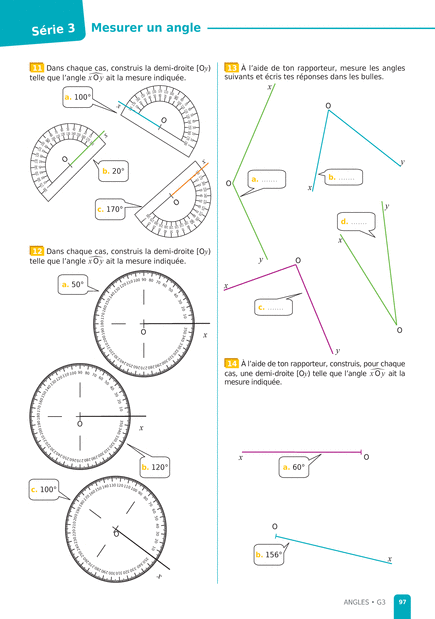 Série 3
Mesurer un angle
11 Dans chaque cas, construis la demi-droite [Oy)
telle que l'angle xOy ait la mesure indiquée.
a. 100°
O
x
O
x
b. 20°
x
O
c. 170°
12 Dans chaque cas, construis la demi-droite [Oy)
telle que l'angle xOy ait la mesure indiquée.
a. 50°
O
x
O
x
b. 120°
c. 100°
O
x
13 À l'aide de ton rapporteur, mesure les angles
suivants et écris tes réponses dans les bulles.
x
O
a. .......
y
O
b. .......
x
y
y
d. .......
x
O
O
x
c. ........
y
14 À l'aide de ton rapporteur, construis, pour chaque
cas, une demi-droite [Oy) telle que l'angle xOy ait la
mesure indiquée.
x
O
a. 60°
O
b. 156°
x
ANGLES • G3
97